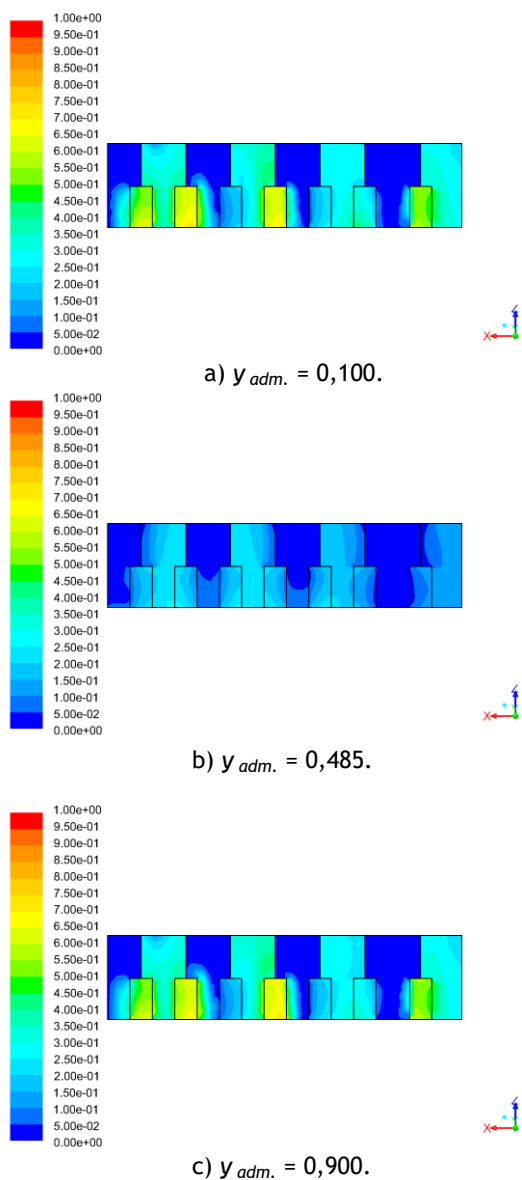 1.00e+00
9.50e-01
9.00e-01
8.50e-01
8.00e-01
7.50e-01
7.00e-01
6.50e-01
6.00e-01
5.50e-01
5.00e-01
4.50e-01
4.00e-01
3.50e-01
3.00e-01
2.50e-01
2.00e-01
1.50e-01
1.00e-01
5.00e-02
0.00e+00
X Y Z
a) y adm. = 0,100.
1.00e+00
9.50e-01
9.00e-01
8.50e-01
8.00e-01
7.50e-01
7.00e-01
6.50e-01
6.00e-01
5.50e-01
5.00e-01
4.50e-01
4.00e-01
3.50e-01
3.00e-01
2.50e-01
2.00e-01
1.50e-01
1.00e-01
5.00e-02
0.00e+00
X Y Z
b) y adm. = 0,485.
1.00e+00
9.50e-01
9.00e-01
8.50e-01
8.00e-01
7.50e-01
7.00e-01
6.50e-01
6.00e-01
5.50e-01
5.00e-01
4.50e-01
4.00e-01
3.50e-01
3.00e-01
2.50e-01
2.00e-01
1.50e-01
1.00e-01
5.00e-02
0.00e+00
X Y Z
c) y adm. = 0,900.